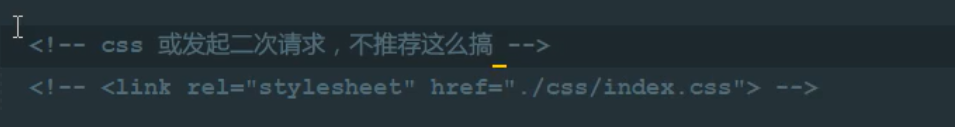 <!-- css 或发起二次请求，不推荐这么搞 -->
<!-- <link rel="stylesheet" href="./css/index.css"> -->